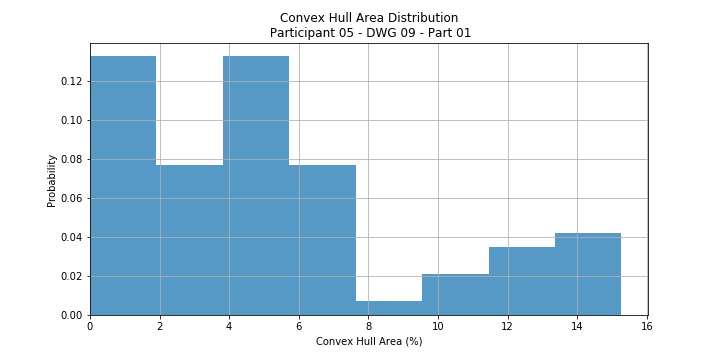 Convex Hull Area Distribution
Participant 05 - DWG 09 - Part 01
Probability
0.12
0.10
0.08
0.06
0.04
0.02
0.00
0 2 4 6 8 10 12 14 16
Convex Hull Area (%)